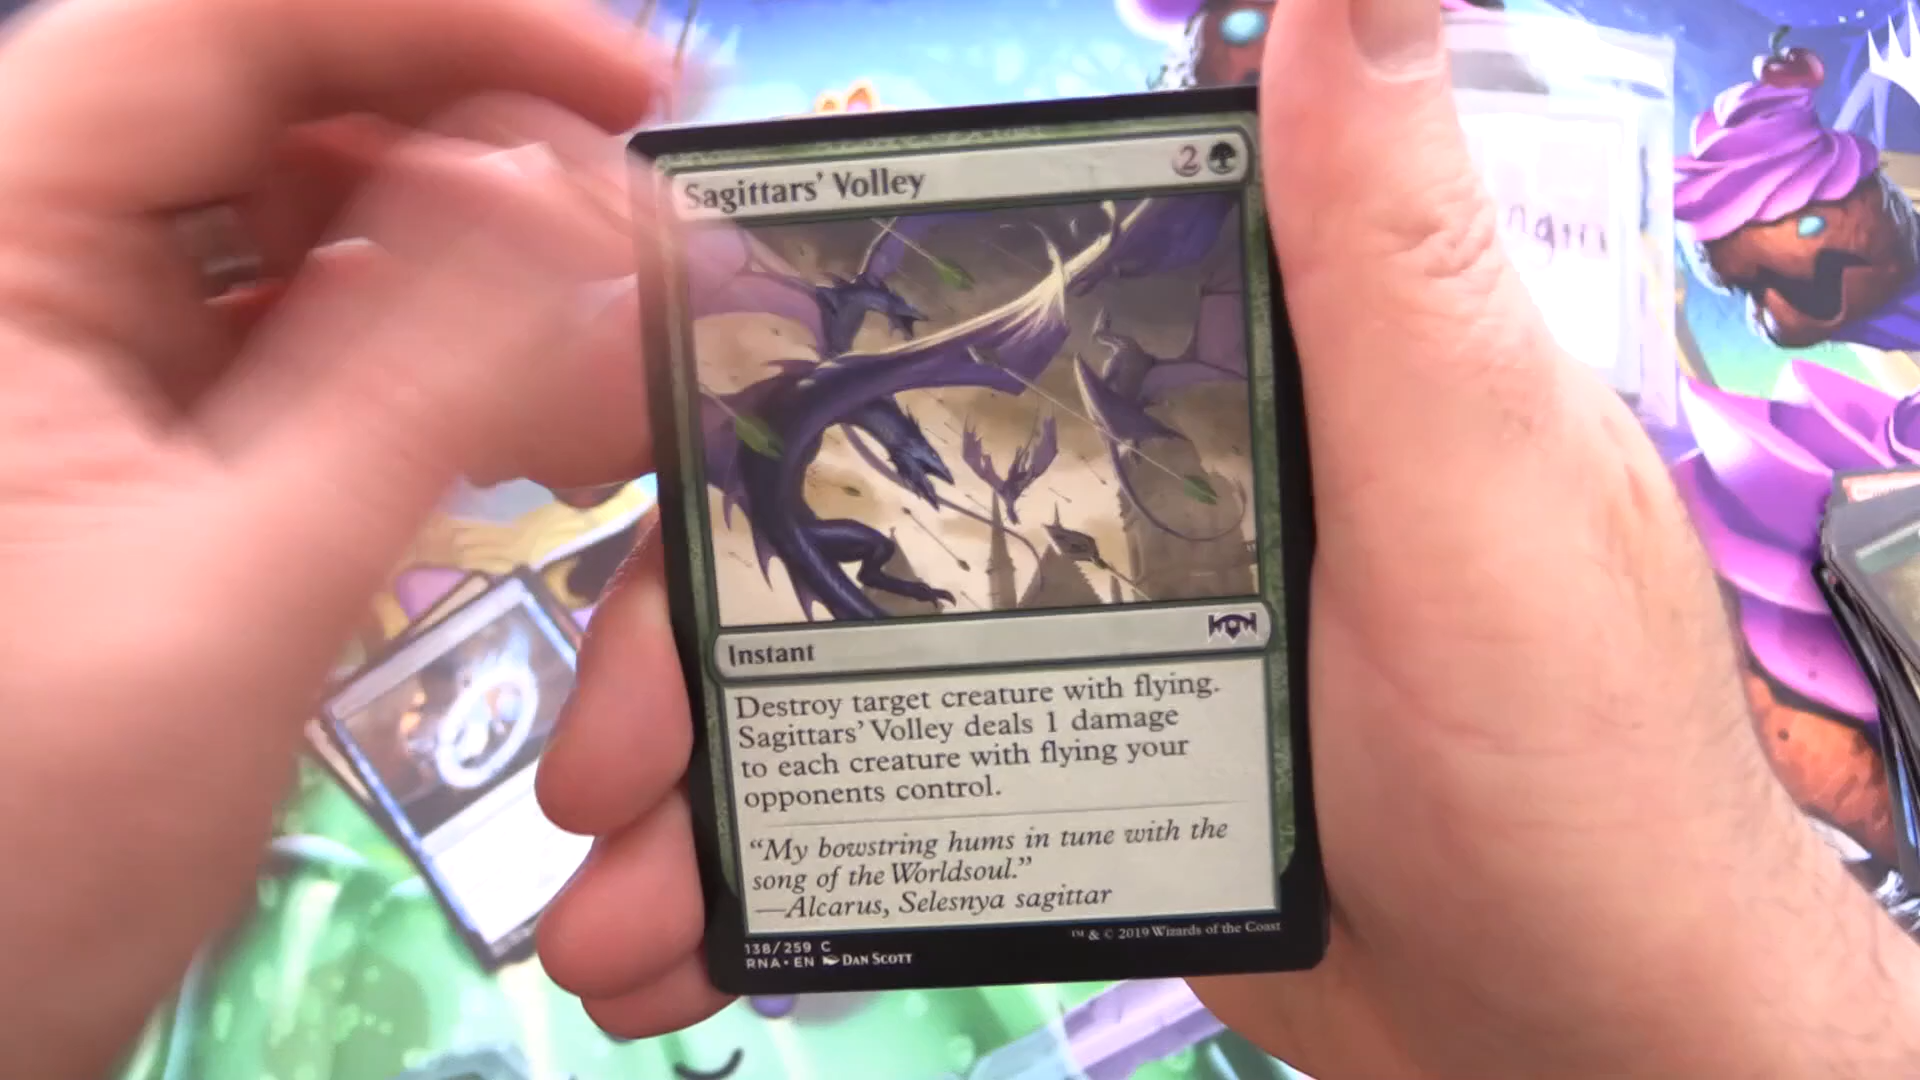 Sagittars' Volley
2
Instant
Destroy target creature with flying.
Sagittars' Volley deals 1 damage
to each creature with flying your
opponents control.
"My bowstring hums in tune with the
song of the Worldsoul."
—Alcarus, Selesnya sagittar
138/259 C
RNA • EN DAN SCOTT
™ & © 2019 Wizards of the Coast